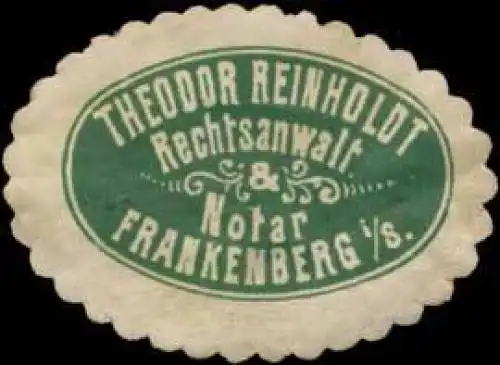 THEODOR REINHOLDT
Rechtsanwalt
&
Notar
FRANKENBERG i/S.